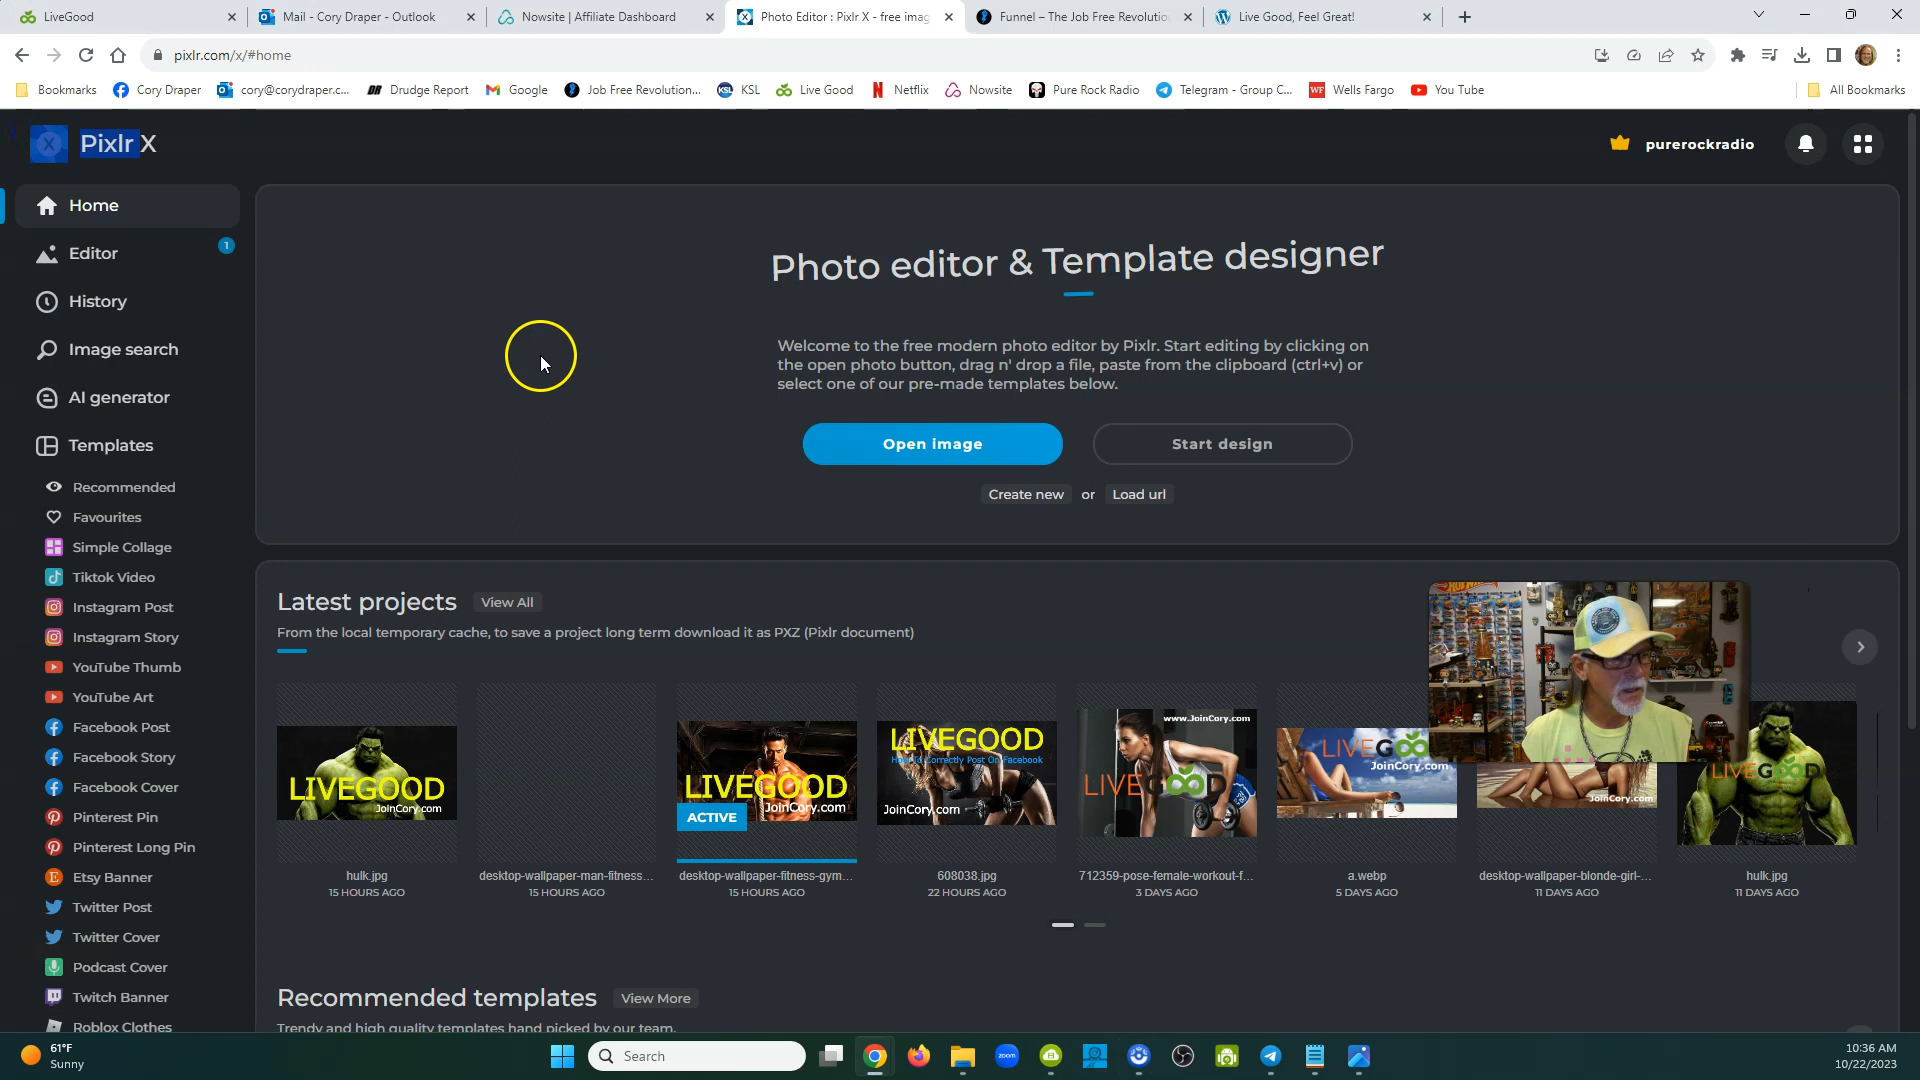 LiveGood
Mail - Cory Draper - Outlook
Nowsite | Affiliate Dashboard
Photo Editor : Pixlr X - free imag
Funnel – The Job Free Revolutio
Live Good, Feel Great!
pixlr.com/x/#home
Bookmarks
Cory Draper
cory@corydraper.c...
Drudge Report
Google
Job Free Revolution...
KSL
Live Good
Netflix
Nowsite
Pure Rock Radio
Telegram - Group C...
Wells Fargo
You Tube
All Bookmarks
Pixlr X
purerockradio
Home
Editor
1
History
Image search
AI generator
Templates
Recommended
Favourites
Simple Collage
Tiktok Video
Instagram Post
Instagram Story
YouTube Thumb
YouTube Art
Facebook Post
Facebook Story
Facebook Cover
Pinterest Pin
Pinterest Long Pin
Etsy Banner
Twitter Post
Twitter Cover
Podcast Cover
Twitch Banner
Roblox Clothes
Photo editor & Template designer
Welcome to the free modern photo editor by Pixlr. Start editing by clicking on
the open photo button, drag n' drop a file, paste from the clipboard (ctrl+v) or
select one of our pre-made templates below.
Open image
Start design
Create new or Load url
Latest projects
View All
From the local temporary cache, to save a project long term download it as PXZ (Pixlr document)
LIVEGOOD
JoinCory.com
hulk.jpg
15 HOURS AGO
desktop-wallpaper-man-fitness...
15 HOURS AGO
LIVEGOOD
JoinCory.com
ACTIVE
desktop-wallpaper-fitness-gym...
15 HOURS AGO
LIVEGOOD
How To Correctly Post On Facebook
JoinCory.com
608038.jpg
22 HOURS AGO
www.JoinCory.com
LIVEGOOD
712359-pose-female-workout-f...
3 DAYS AGO
LIVEGO
JoinCory.com
a.webp
5 DAYS AGO
JoinCory.com
desktop-wallpaper-blonde-girl-...
11 DAYS AGO
LIVEGOOD
hulk.jpg
11 DAYS AGO
Recommended templates
View More
Trendy and high quality templates hand picked by our team.
61°F
Sunny
Search
zoom
10:36 AM
10/22/2023